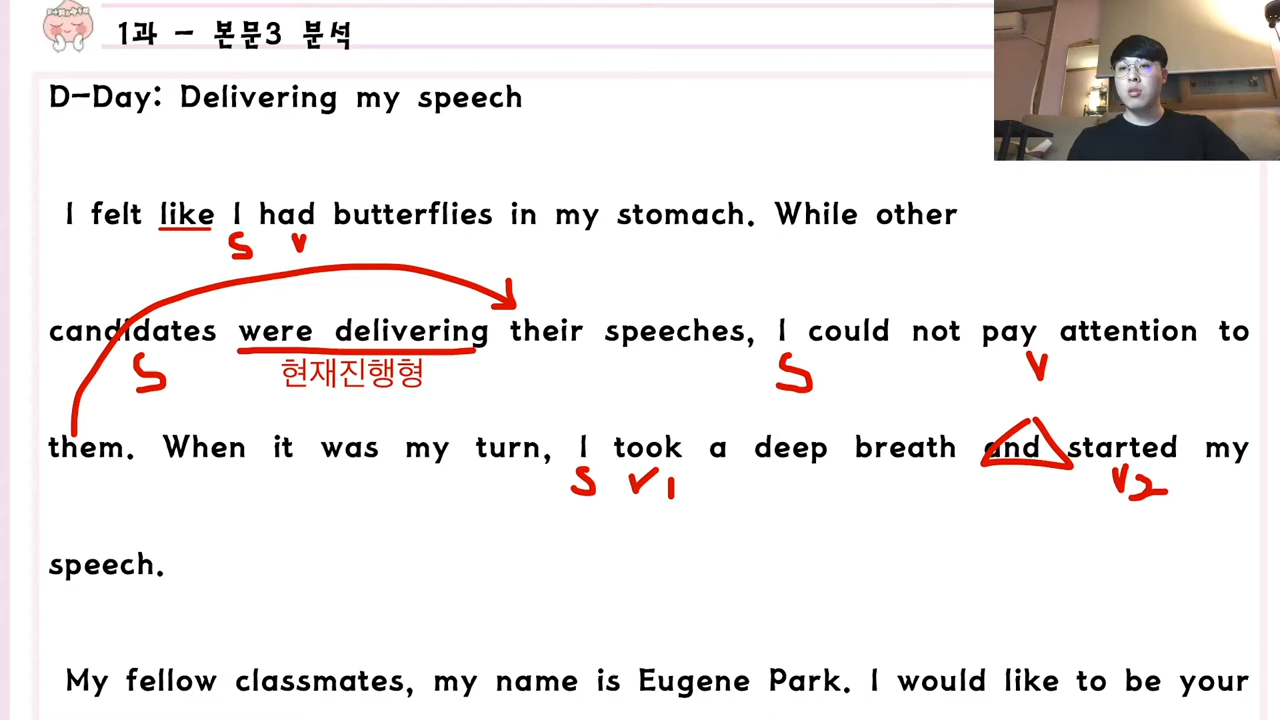 1과 - 본문3 분석
D-Day: Delivering my speech
I felt like I had butterflies in my stomach. While other
S V
candidates were delivering their speeches, I could not pay attention to
S 현재진행형 S V
them. When it was my turn, I took a deep breath and started my
S V1 V2
speech.
My fellow classmates, my name is Eugene Park. I would like to be your